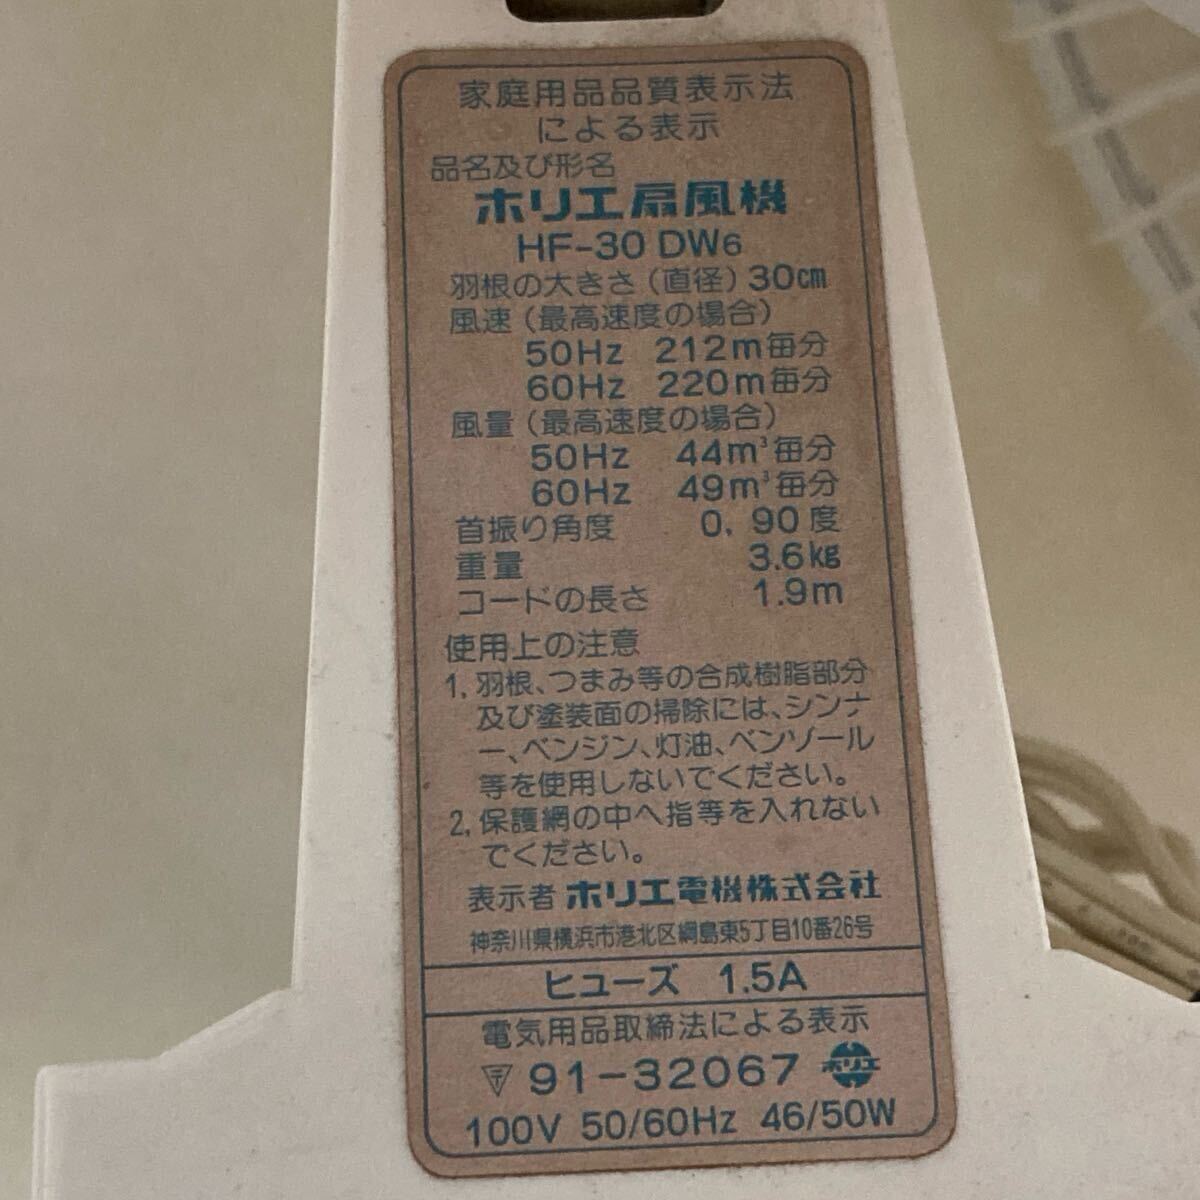 家庭用品品質表示法
による表示
品名及び形名
ホリエ扇風機
HF-30 DW6
羽根の大きさ(直径) 30cm
風速(最高速度の場合)
50Hz 212m毎分
60Hz 220m毎分
風量(最高速度の場合)
50Hz 44m³毎分
60Hz 49m³毎分
首振り角度 0, 90度
重量 3.6kg
コードの長さ 1.9m
使用上の注意
1, 羽根、つまみ等の合成樹脂部分
及び塗装面の掃除には、シンナ
ー、ベンジン、灯油、ベンゾール
等を使用しないでください。
2, 保護網の中へ指等を入れない
でください。
表示者 ホリエ電機株式会社
神奈川県横浜市港北区綱島東5丁目10番26号
ヒューズ 1.5A
電気用品取締法による表示
91-32067 ホリエ
100V 50/60Hz 46/50W